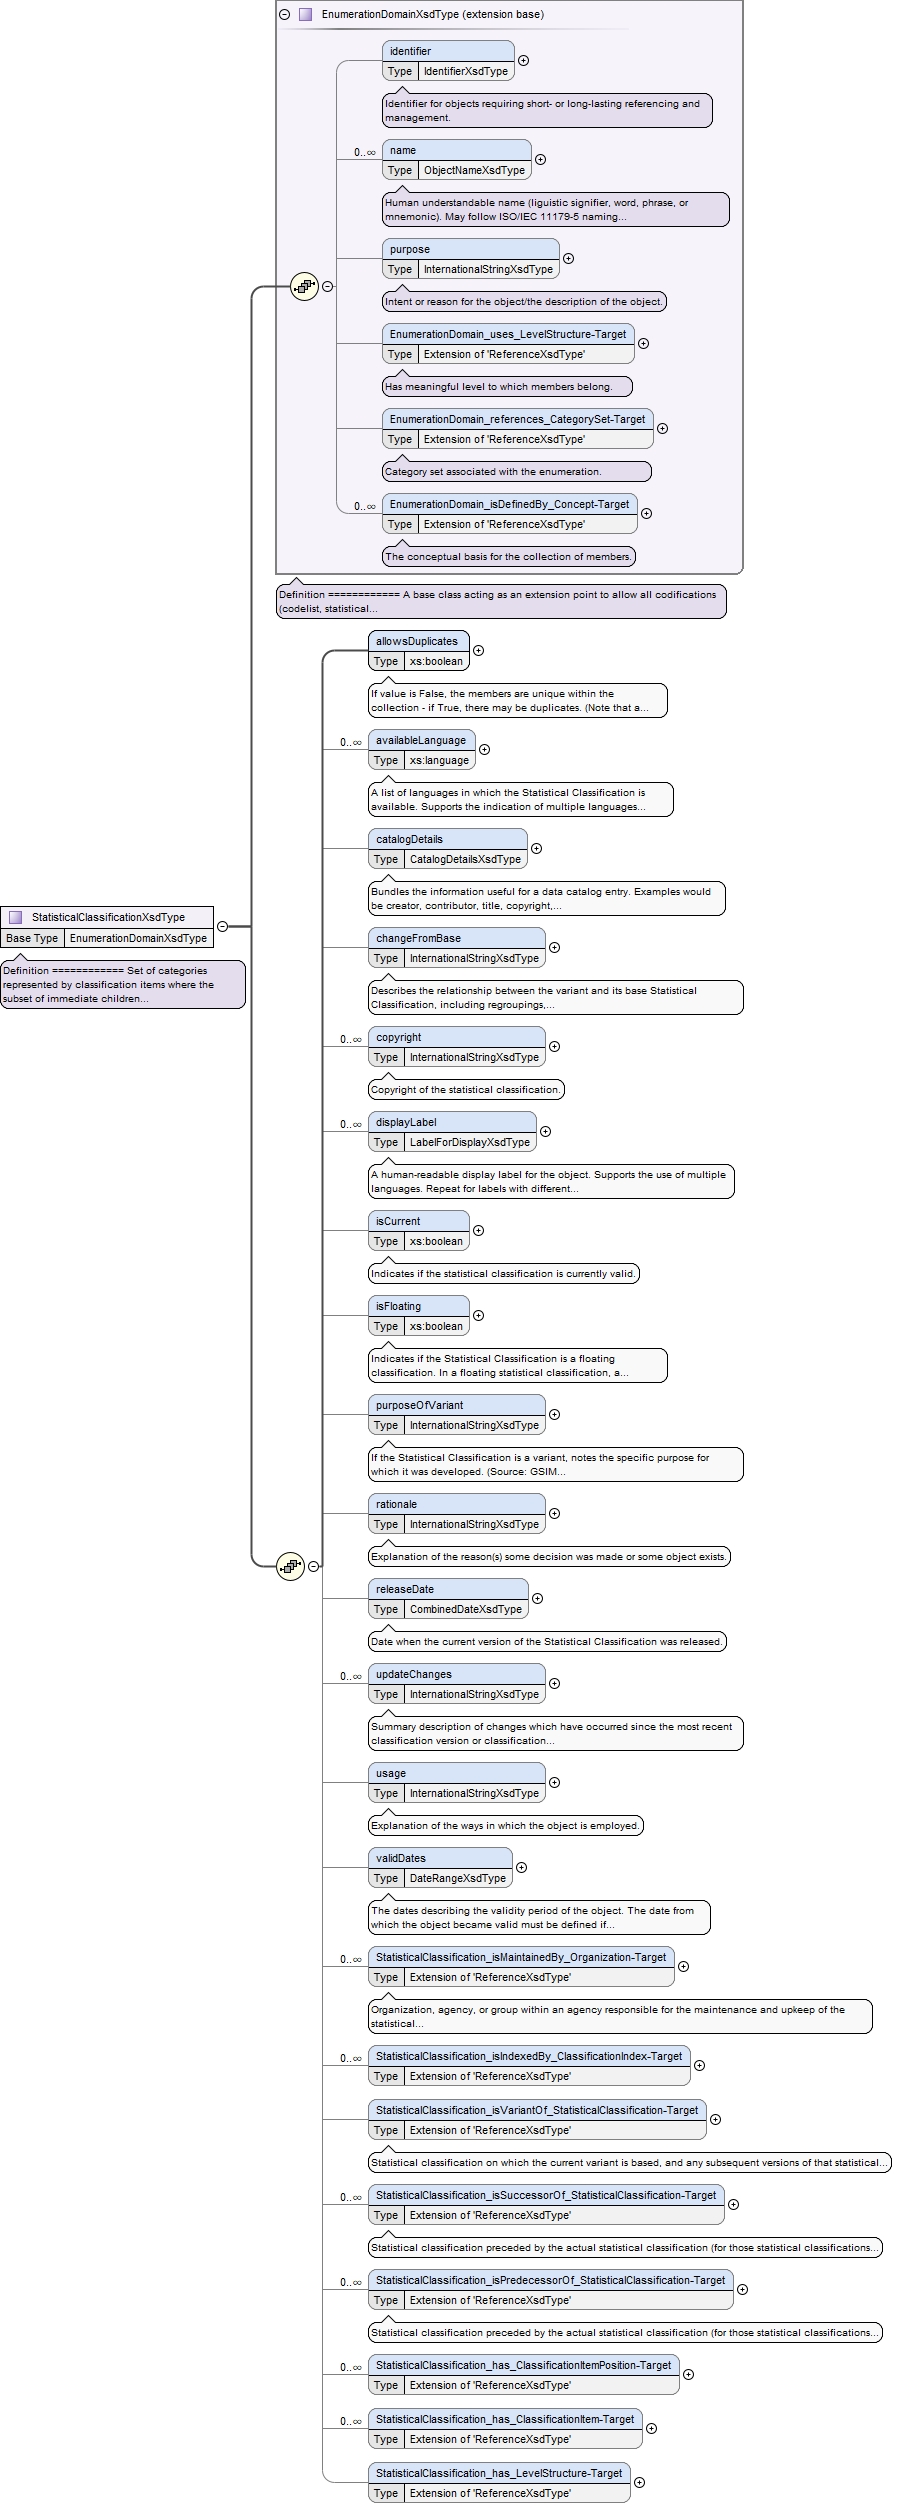 EnumerationDomainXsdType (extension base)
identifier
Type IdentifierXsdType
Identifier for objects requiring short- or long-lasting referencing and
management.
0..∞ name
Type ObjectNameXsdType
Human understandable name (liguistic signifier, word, phrase, or
mnemonic). May follow ISO/IEC 11179-5 naming...
purpose
Type InternationalStringXsdType
Intent or reason for the object/the description of the object.
EnumerationDomain_uses_LevelStructure-Target
Type Extension of 'ReferenceXsdType'
Has meaningful level to which members belong.
EnumerationDomain_references_CategorySet-Target
Type Extension of 'ReferenceXsdType'
Category set associated with the enumeration.
0..∞ EnumerationDomain_isDefinedBy_Concept-Target
Type Extension of 'ReferenceXsdType'
The conceptual basis for the collection of members.
Definition ============ A base class acting as an extension point to allow all codifications
(codelist, statistical...
allowsDuplicates
Type xs:boolean
If value is False, the members are unique within the
collection - if True, there may be duplicates. (Note that a...
0..∞ availableLanguage
Type xs:language
A list of languages in which the Statistical Classification is
available. Supports the indication of multiple languages...
catalogDetails
Type CatalogDetailsXsdType
Bundles the information useful for a data catalog entry. Examples would
be creator, contributor, title, copyright,...
StatisticalClassificationXsdType
Base Type EnumerationDomainXsdType
Definition ============ Set of categories
represented by classification items where the
subset of immediate children...
changeFromBase
Type InternationalStringXsdType
Describes the relationship between the variant and its base Statistical
Classification, including regroupings,...
0..∞ copyright
Type InternationalStringXsdType
Copyright of the statistical classification.
0..∞ displayLabel
Type LabelForDisplayXsdType
A human-readable display label for the object. Supports the use of multiple
languages. Repeat for labels with different...
isCurrent
Type xs:boolean
Indicates if the statistical classification is currently valid.
isFloating
Type xs:boolean
Indicates if the Statistical Classification is a floating
classification. In a floating statistical classification, a...
purposeOfVariant
Type InternationalStringXsdType
If the Statistical Classification is a variant, notes the specific purpose for
which it was developed. (Source: GSIM...
rationale
Type InternationalStringXsdType
Explanation of the reason(s) some decision was made or some object exists.
releaseDate
Type CombinedDateXsdType
Date when the current version of the Statistical Classification was released.
0..∞ updateChanges
Type InternationalStringXsdType
Summary description of changes which have occurred since the most recent
classification version or classification...
usage
Type InternationalStringXsdType
Explanation of the ways in which the object is employed.
validDates
Type DateRangeXsdType
The dates describing the validity period of the object. The date from
which the object became valid must be defined if...
0..∞ StatisticalClassification_isMaintainedBy_Organization-Target
Type Extension of 'ReferenceXsdType'
Organization, agency, or group within an agency responsible for the maintenance and upkeep of the
statistical...
0..∞ StatisticalClassification_isIndexedBy_ClassificationIndex-Target
Type Extension of 'ReferenceXsdType'
StatisticalClassification_isVariantOf_StatisticalClassification-Target
Type Extension of 'ReferenceXsdType'
Statistical classification on which the current variant is based, and any subsequent versions of that statistical...
0..∞ StatisticalClassification_isSuccessorOf_StatisticalClassification-Target
Type Extension of 'ReferenceXsdType'
Statistical classification preceded by the actual statistical classification (for those statistical classifications...
0..∞ StatisticalClassification_isPredecessorOf_StatisticalClassification-Target
Type Extension of 'ReferenceXsdType'
Statistical classification preceded by the actual statistical classification (for those statistical classifications...
0..∞ StatisticalClassification_has_ClassificationItemPosition-Target
Type Extension of 'ReferenceXsdType'
0..∞ StatisticalClassification_has_ClassificationItem-Target
Type Extension of 'ReferenceXsdType'
StatisticalClassification_has_LevelStructure-Target
Type Extension of 'ReferenceXsdType'